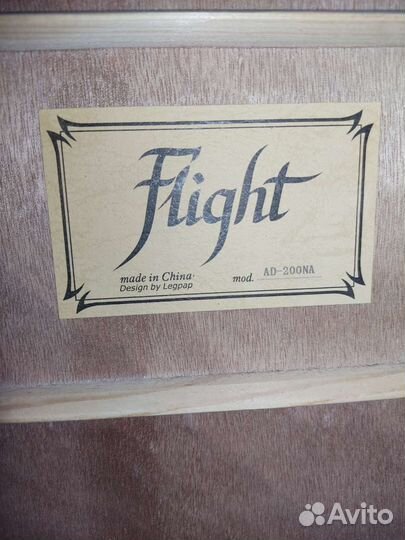 Flight
made in China
Design by Legpap
mod. AD-200NA
Avito